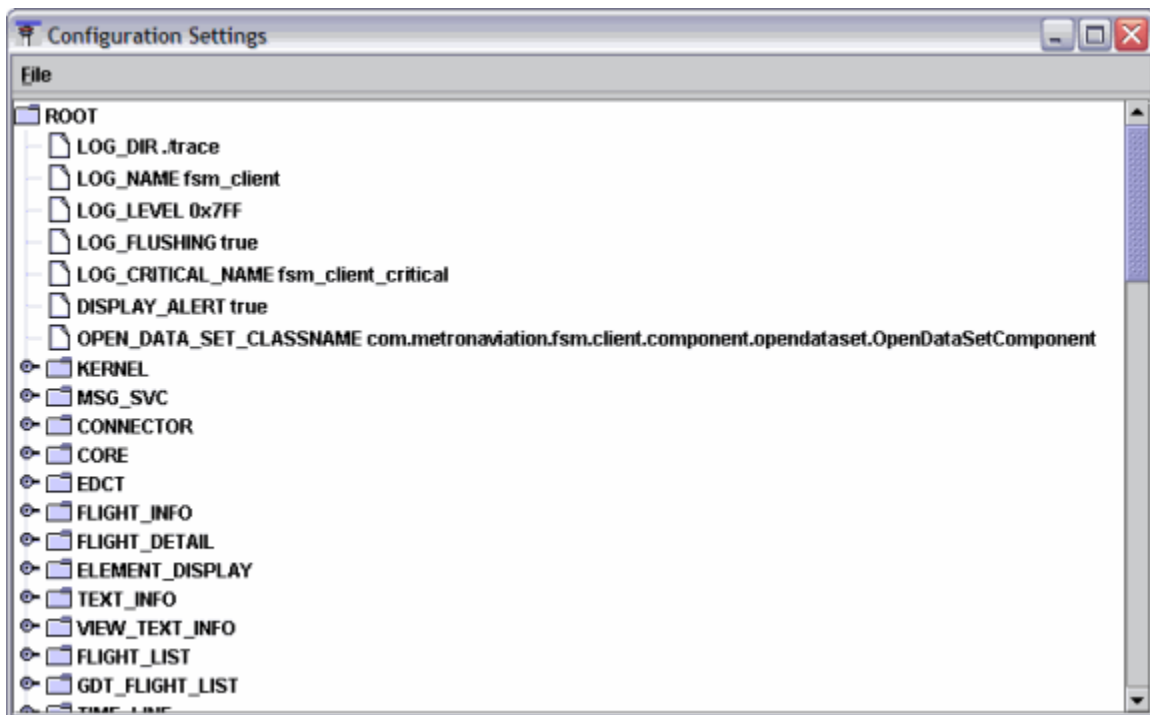 Configuration Settings
File
ROOT
LOG_DIR ./trace
LOG_NAME fsm_client
LOG_LEVEL 0x7FF
LOG_FLUSHING true
LOG_CRITICAL_NAME fsm_client_critical
DISPLAY_ALERT true
OPEN_DATA_SET_CLASSNAME com.metronaviation.fsm.client.component.opendataset.OpenDataSetComponent
KERNEL
MSG_SVC
CONNECTOR
CORE
EDCT
FLIGHT_INFO
FLIGHT_DETAIL
ELEMENT_DISPLAY
TEXT_INFO
VIEW_TEXT_INFO
FLIGHT_LIST
GDT_FLIGHT_LIST
TIME_LINE